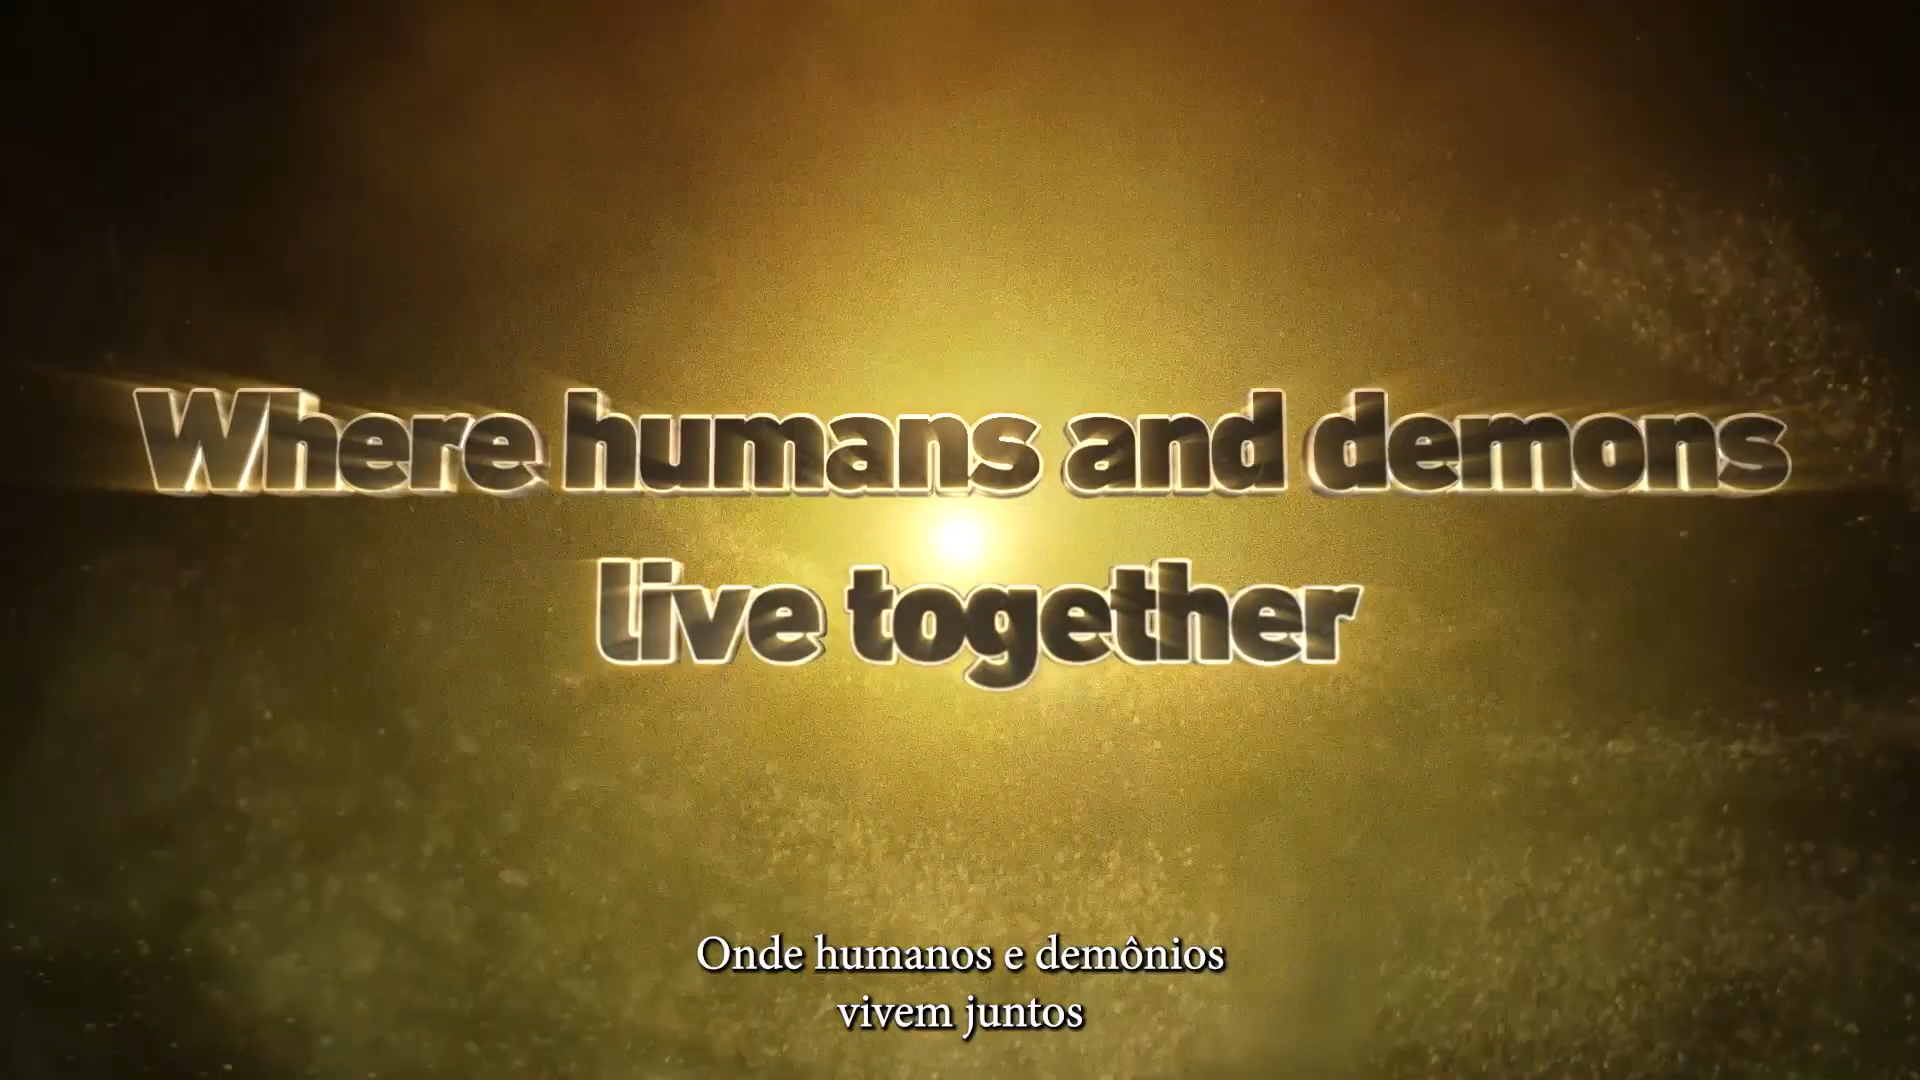 Where humans and demons
live together
Onde humanos e demônios
vivem juntos